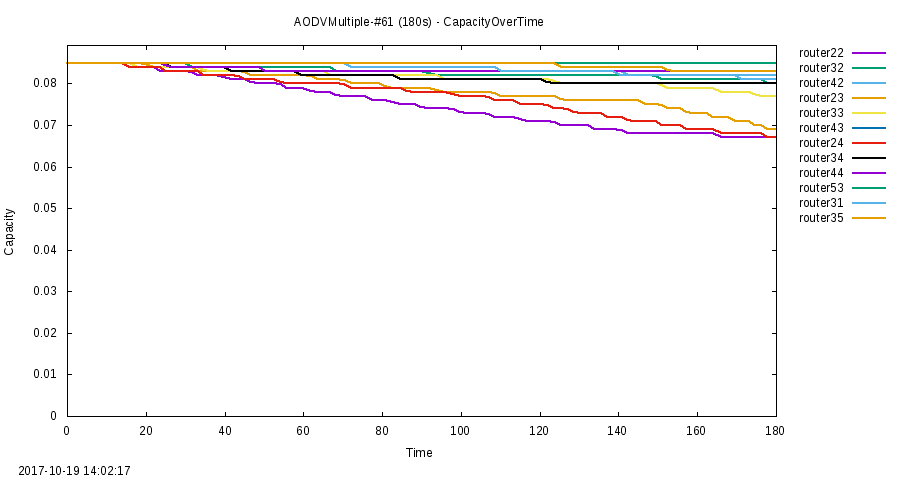 AODVMultiple-#61 (180s) - CapacityOverTime
router22
router32
router42
router23
router33
router43
router24
router34
router44
router53
router31
router35
0.08
0.07
0.06
0.05
0.04
0.03
0.02
0.01
0
Capacity
0 20 40 60 80 100 120 140 160 180
Time
2017-10-19 14:02:17